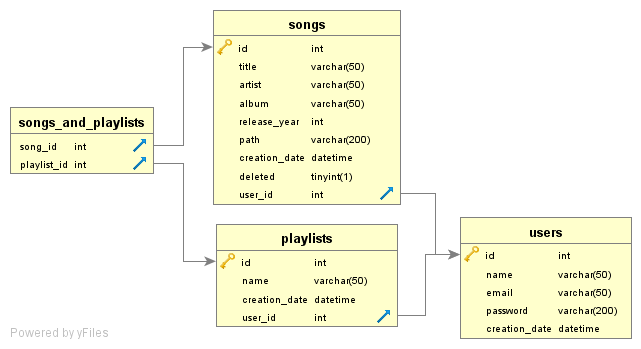 songs
id int
title varchar(50)
artist varchar(50)
album varchar(50)
release_year int
path varchar(200)
creation_date datetime
deleted tinyint(1)
user_id int
songs_and_playlists
song_id int
playlist_id int
playlists
id int
name varchar(50)
creation_date datetime
user_id int
users
id int
name varchar(50)
email varchar(50)
password varchar(200)
creation_date datetime
Powered by yFiles